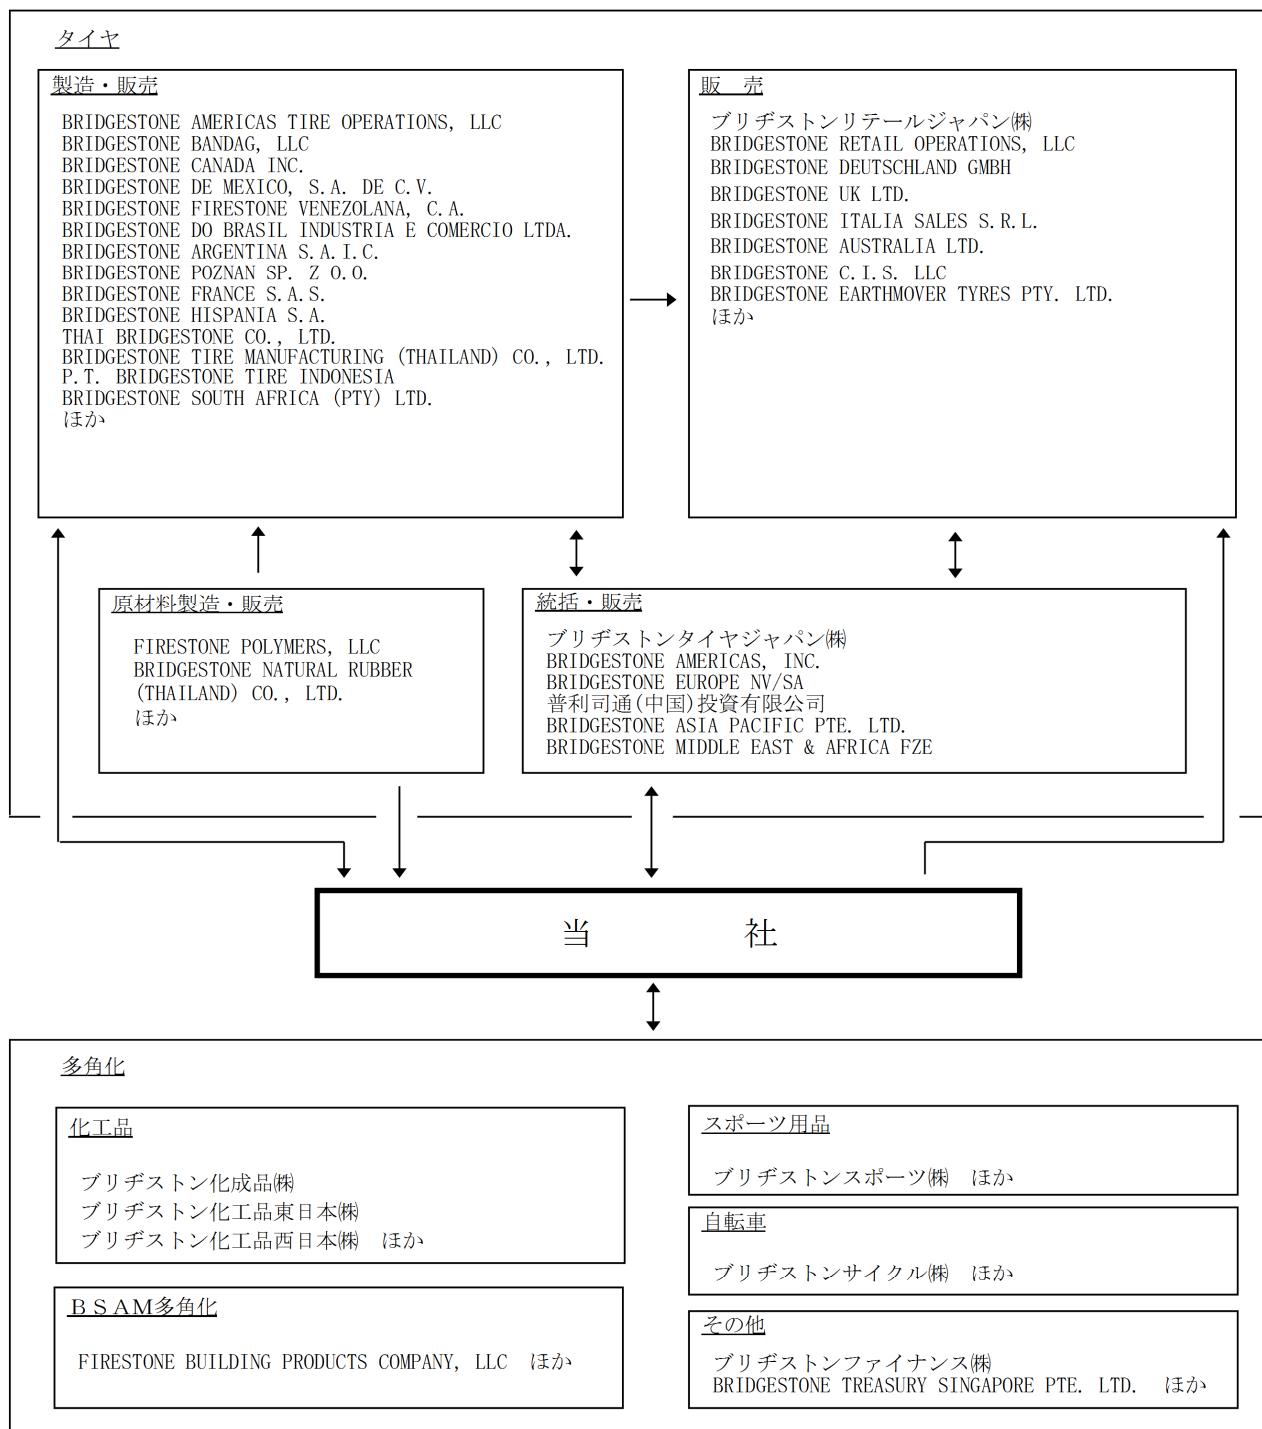 タイヤ
製造・販売
BRIDGESTONE AMERICAS TIRE OPERATIONS, LLC
BRIDGESTONE BANDAG, LLC
BRIDGESTONE CANADA INC.
BRIDGESTONE DE MEXICO, S.A. DE C.V.
BRIDGESTONE FIRESTONE VENEZOLANA, C.A.
BRIDGESTONE DO BRASIL INDUSTRIA E COMERCIO LTDA.
BRIDGESTONE ARGENTINA S.A.I.C.
BRIDGESTONE POZNAN SP. Z O.O.
BRIDGESTONE FRANCE S.A.S.
BRIDGESTONE HISPANIA S.A.
THAI BRIDGESTONE CO., LTD.
BRIDGESTONE TIRE MANUFACTURING (THAILAND) CO., LTD.
P.T. BRIDGESTONE TIRE INDONESIA
BRIDGESTONE SOUTH AFRICA (PTY) LTD.
ほか
販　売
ブリヂストンリテールジャパン㈱
BRIDGESTONE RETAIL OPERATIONS, LLC
BRIDGESTONE DEUTSCHLAND GMBH
BRIDGESTONE UK LTD.
BRIDGESTONE ITALIA SALES S.R.L.
BRIDGESTONE AUSTRALIA LTD.
BRIDGESTONE C.I.S. LLC
BRIDGESTONE EARTHMOVER TYRES PTY. LTD.
ほか
原材料製造・販売
FIRESTONE POLYMERS, LLC
BRIDGESTONE NATURAL RUBBER
(THAILAND) CO., LTD.
ほか
統括・販売
ブリヂストンタイヤジャパン㈱
BRIDGESTONE AMERICAS, INC.
BRIDGESTONE EUROPE NV/SA
普利司通(中国)投資有限公司
BRIDGESTONE ASIA PACIFIC PTE. LTD.
BRIDGESTONE MIDDLE EAST & AFRICA FZE
当　　社
多角化
化工品
ブリヂストン化成品㈱
ブリヂストン化工品東日本㈱
ブリヂストン化工品西日本㈱　ほか
ＢＳＡＭ多角化
FIRESTONE BUILDING PRODUCTS COMPANY, LLC　ほか
スポーツ用品
ブリヂストンスポーツ㈱　ほか
自転車
ブリヂストンサイクル㈱　ほか
その他
ブリヂストンファイナンス㈱
BRIDGESTONE TREASURY SINGAPORE PTE. LTD.　ほか